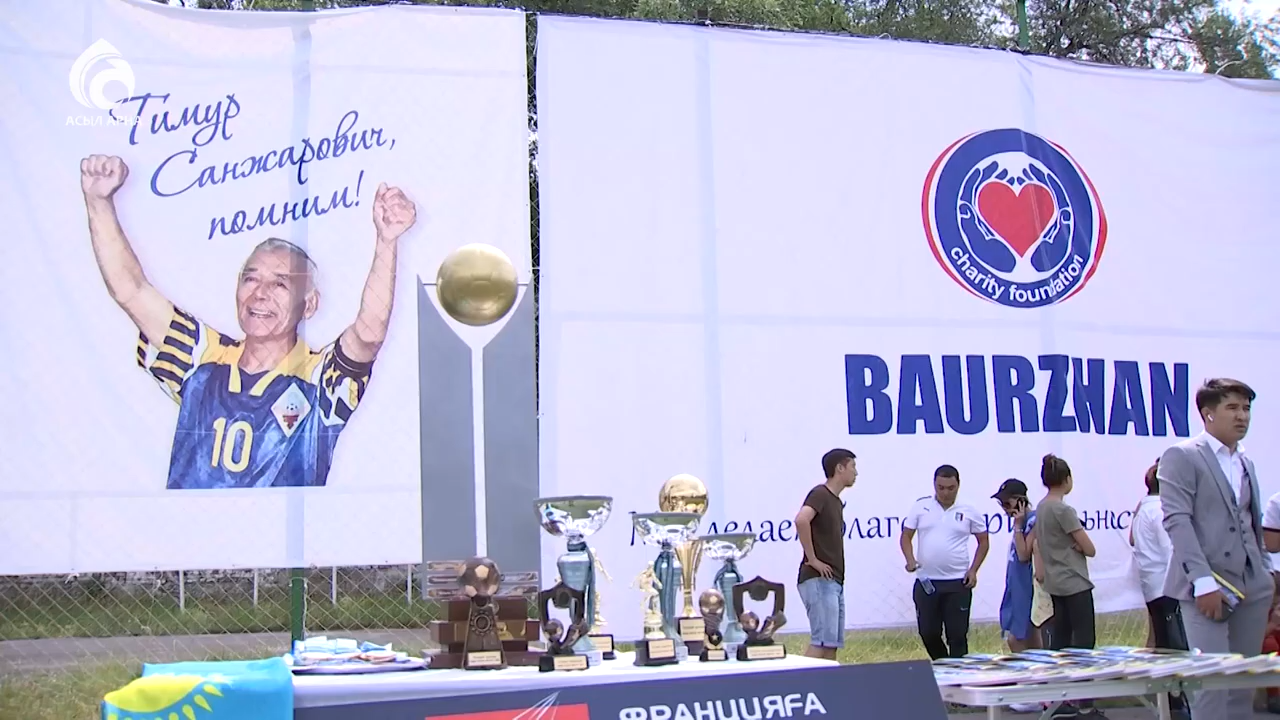 АСЫЛ АРНА
Тимур
Санжарович,
помним!
10
charity foundation
BAURZHAN
ФРАНЦИЯҒА